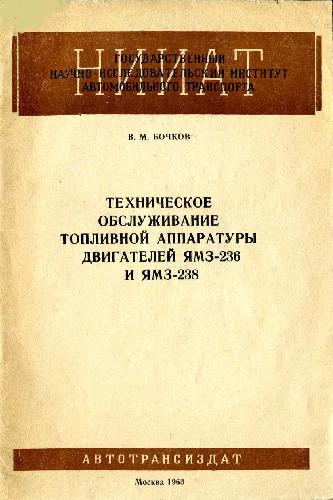 НИИАТ
ГОСУДАРСТВЕННЫЙ
НАУЧНО-ИССЛЕДОВАТЕЛЬСКИЙ ИНСТИТУТ
АВТОМОБИЛЬНОГО ТРАНСПОРТА
В. М. БОЧКОВ
ТЕХНИЧЕСКОЕ
ОБСЛУЖИВАНИЕ
ТОПЛИВНОЙ АППАРАТУРЫ
ДВИГАТЕЛЕЙ ЯМЗ-236
И ЯМЗ-238
АВТОТРАНСИЗДАТ
Москва 1963